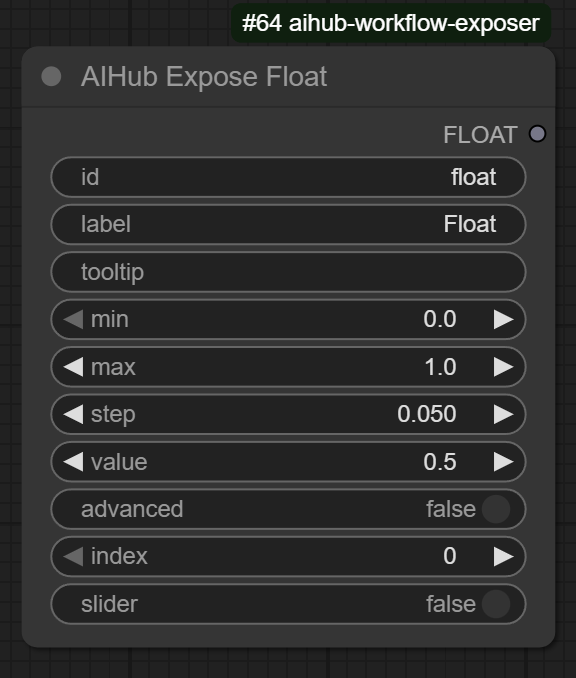 #64 aihub-workflow-exposer
AIHub Expose Float
FLOAT
id float
label Float
tooltip
min 0.0
max 1.0
step 0.050
value 0.5
advanced false
index 0
slider false